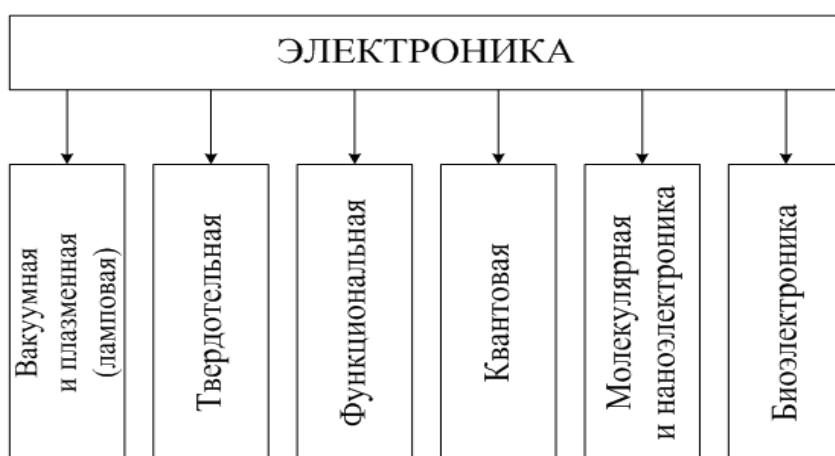 ЭЛЕКТРОНИКА
Вакуумная
и плазменная
(ламповая)
Твердотельная
Функциональная
Квантовая
Молекулярная
и наноэлектроника
Биоэлектроника